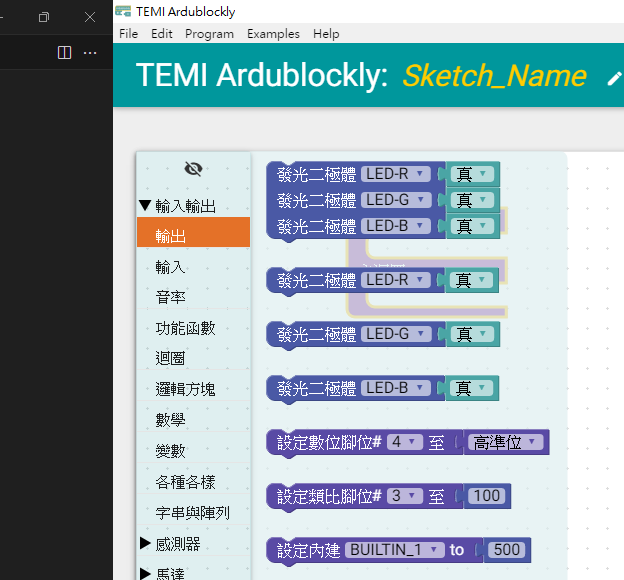 TEMI Ardublockly
File Edit Program Examples Help
TEMI Ardublockly: Sketch_Name
輸入輸出
輸出
輸入
音率
功能函數
迴圈
邏輯方塊
數學
變數
各種各樣
字串與陣列
感測器
馬達
發光二極體 LED-R 真
發光二極體 LED-G 真
發光二極體 LED-B 真
發光二極體 LED-R 真
發光二極體 LED-G 真
發光二極體 LED-B 真
設定數位腳位# 4 至 高準位
設定類比腳位# 3 至 100
設定內建 BUILTIN_1 to 500